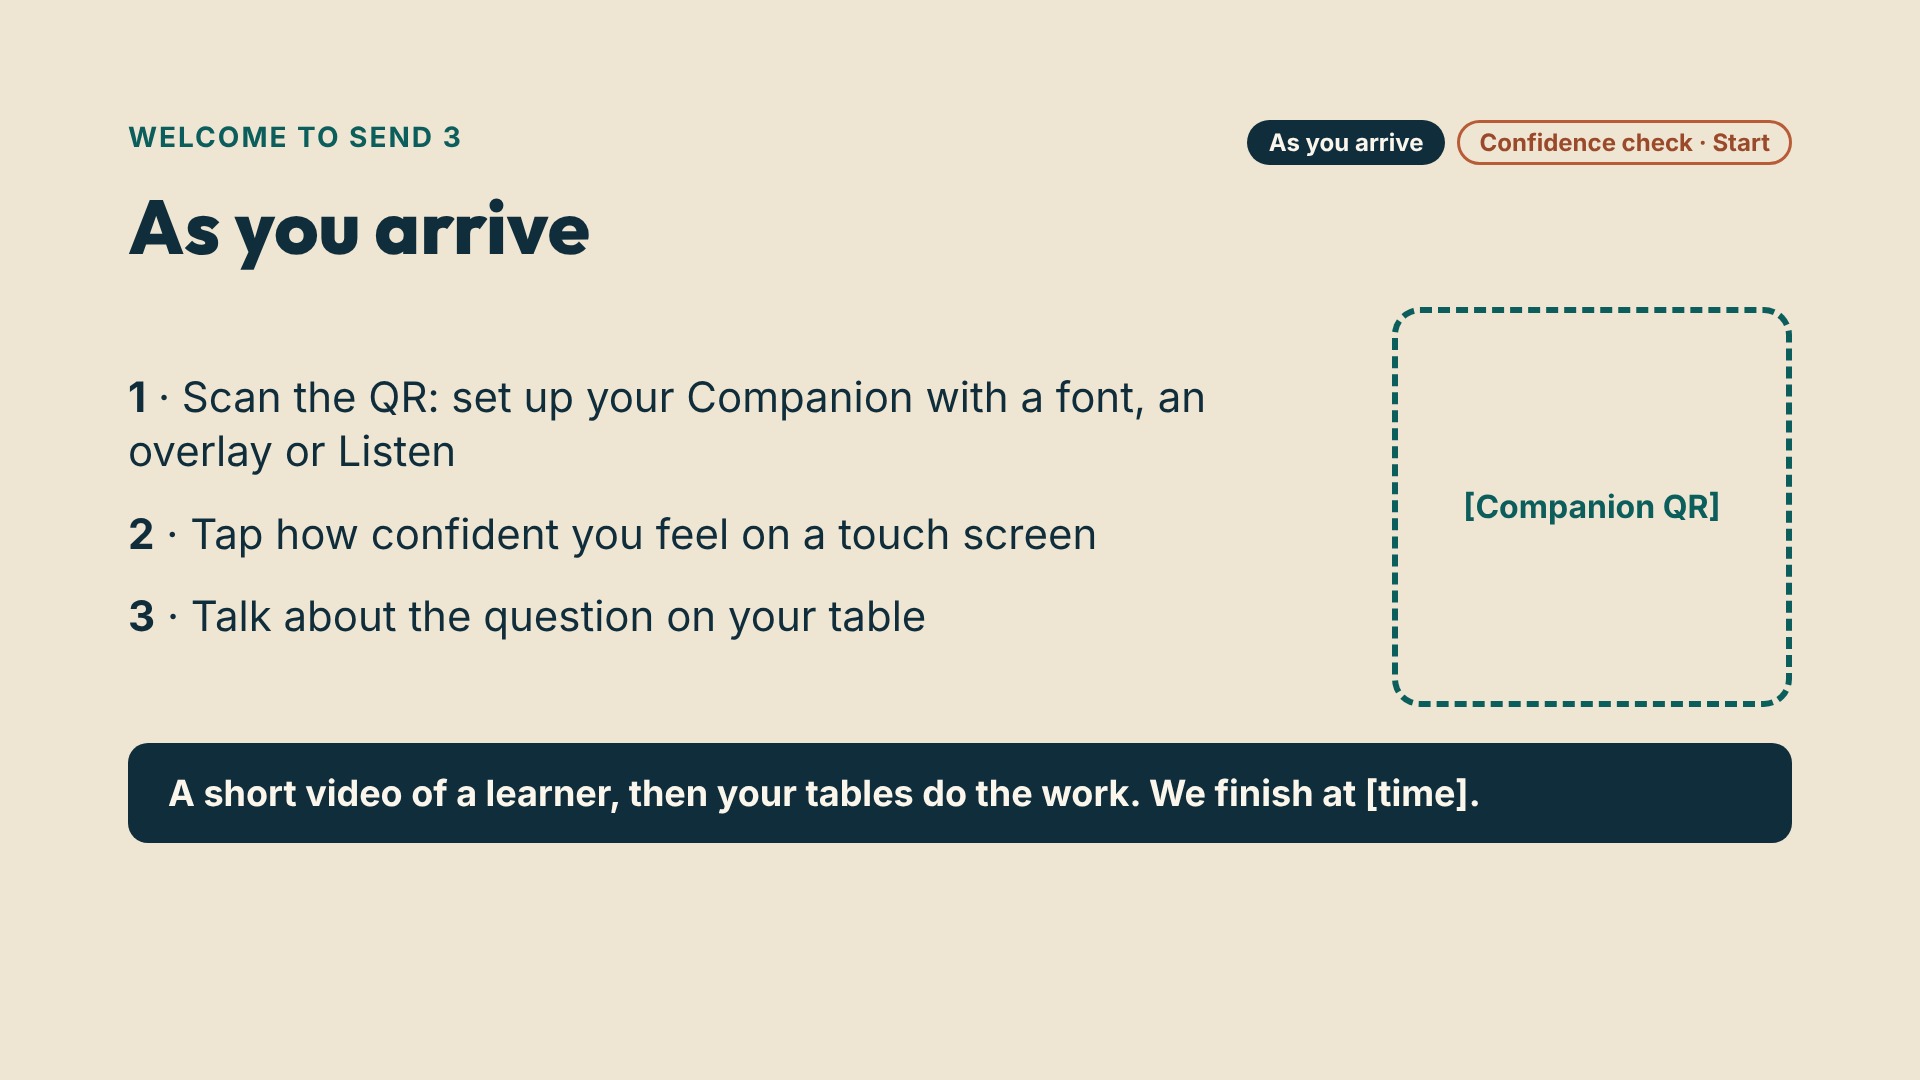 WELCOME TO SEND 3
As you arrive
Confidence check · Start
As you arrive
1 · Scan the QR: set up your Companion with a font, an
overlay or Listen
2 · Tap how confident you feel on a touch screen
3 · Talk about the question on your table
[Companion QR]
A short video of a learner, then your tables do the work. We finish at [time].